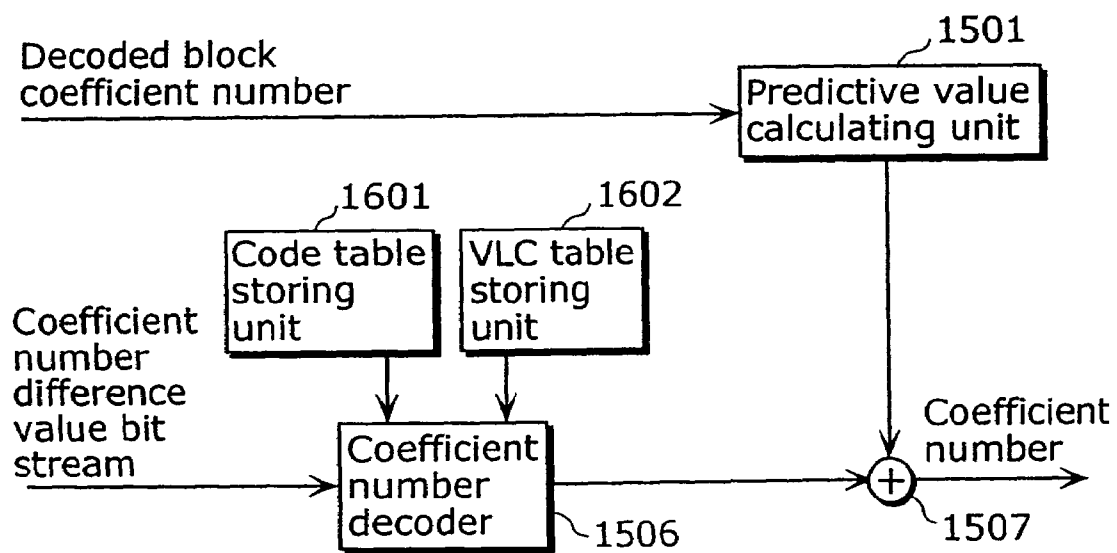 1501
Decoded block
coefficient number
Predictive value
calculating unit
1601
1602
Code table
storing
unit
VLC table
storing
unit
Coefficient
number
difference
value bit
stream
Coefficient
number
decoder
1506
+
Coefficient
number
1507